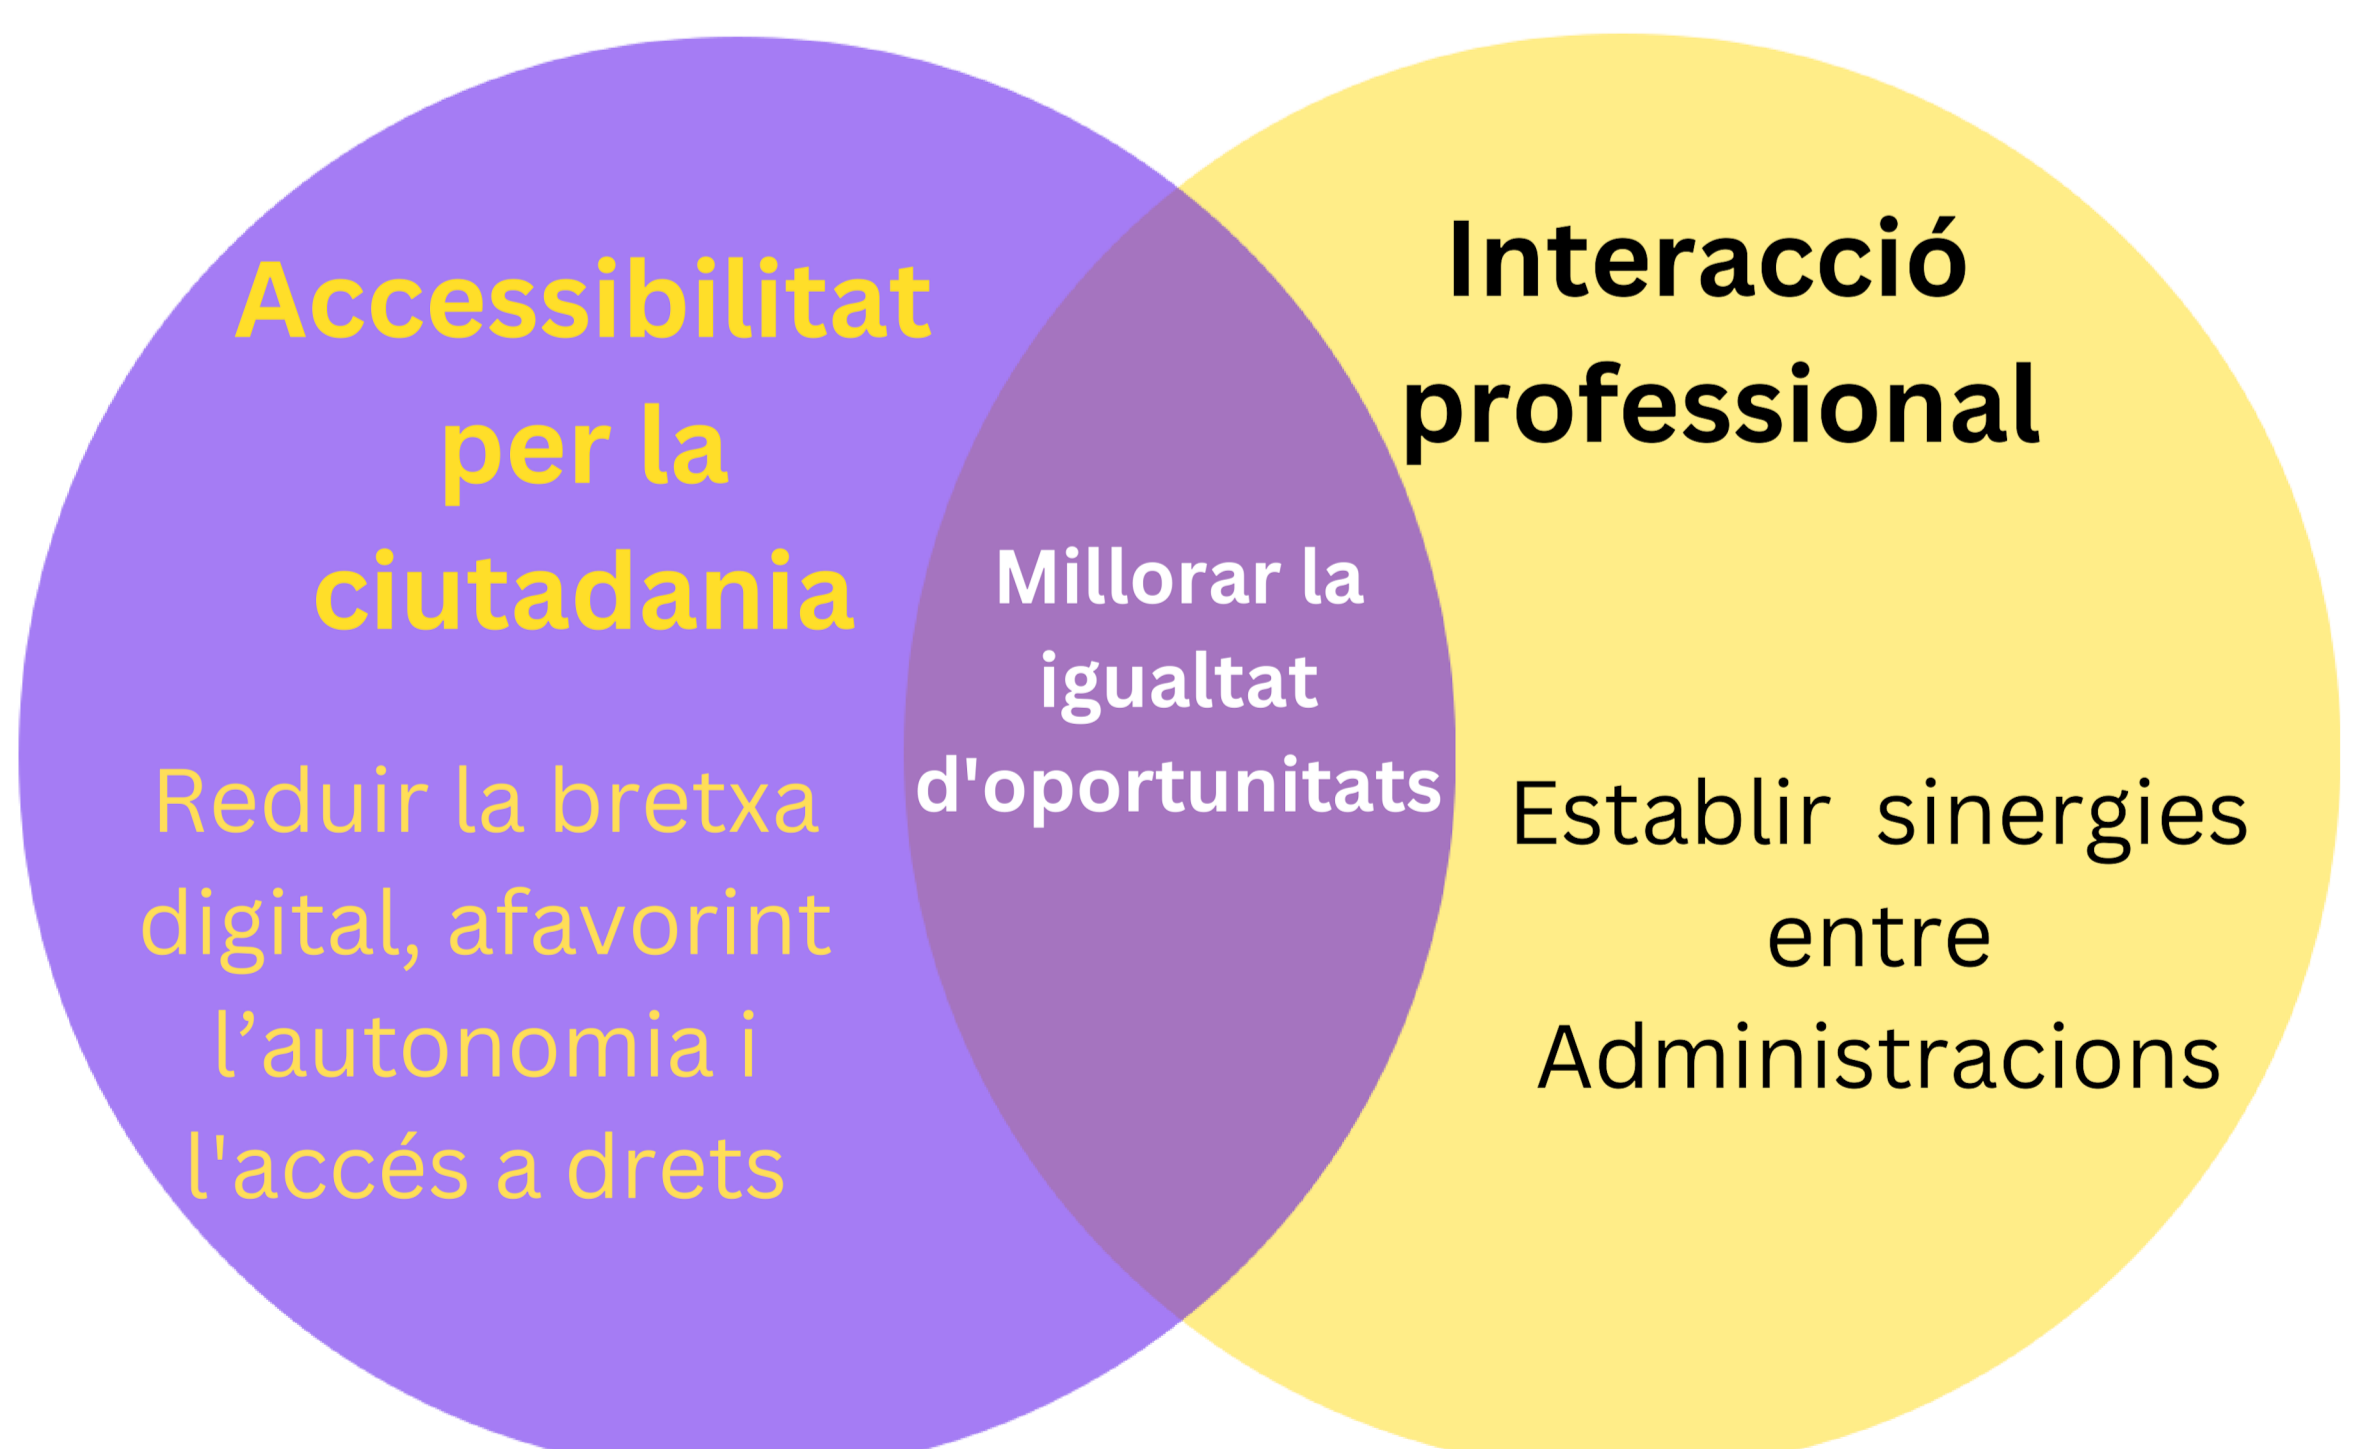 Accessibilitat
per la
ciutadania
Reduir la bretxa
digital, afavorint
l’autonomia i
l'accés a drets
Millorar la
igualtat
d'oportunitats
Interacció
professional
Establir  sinergies
entre
Administracions